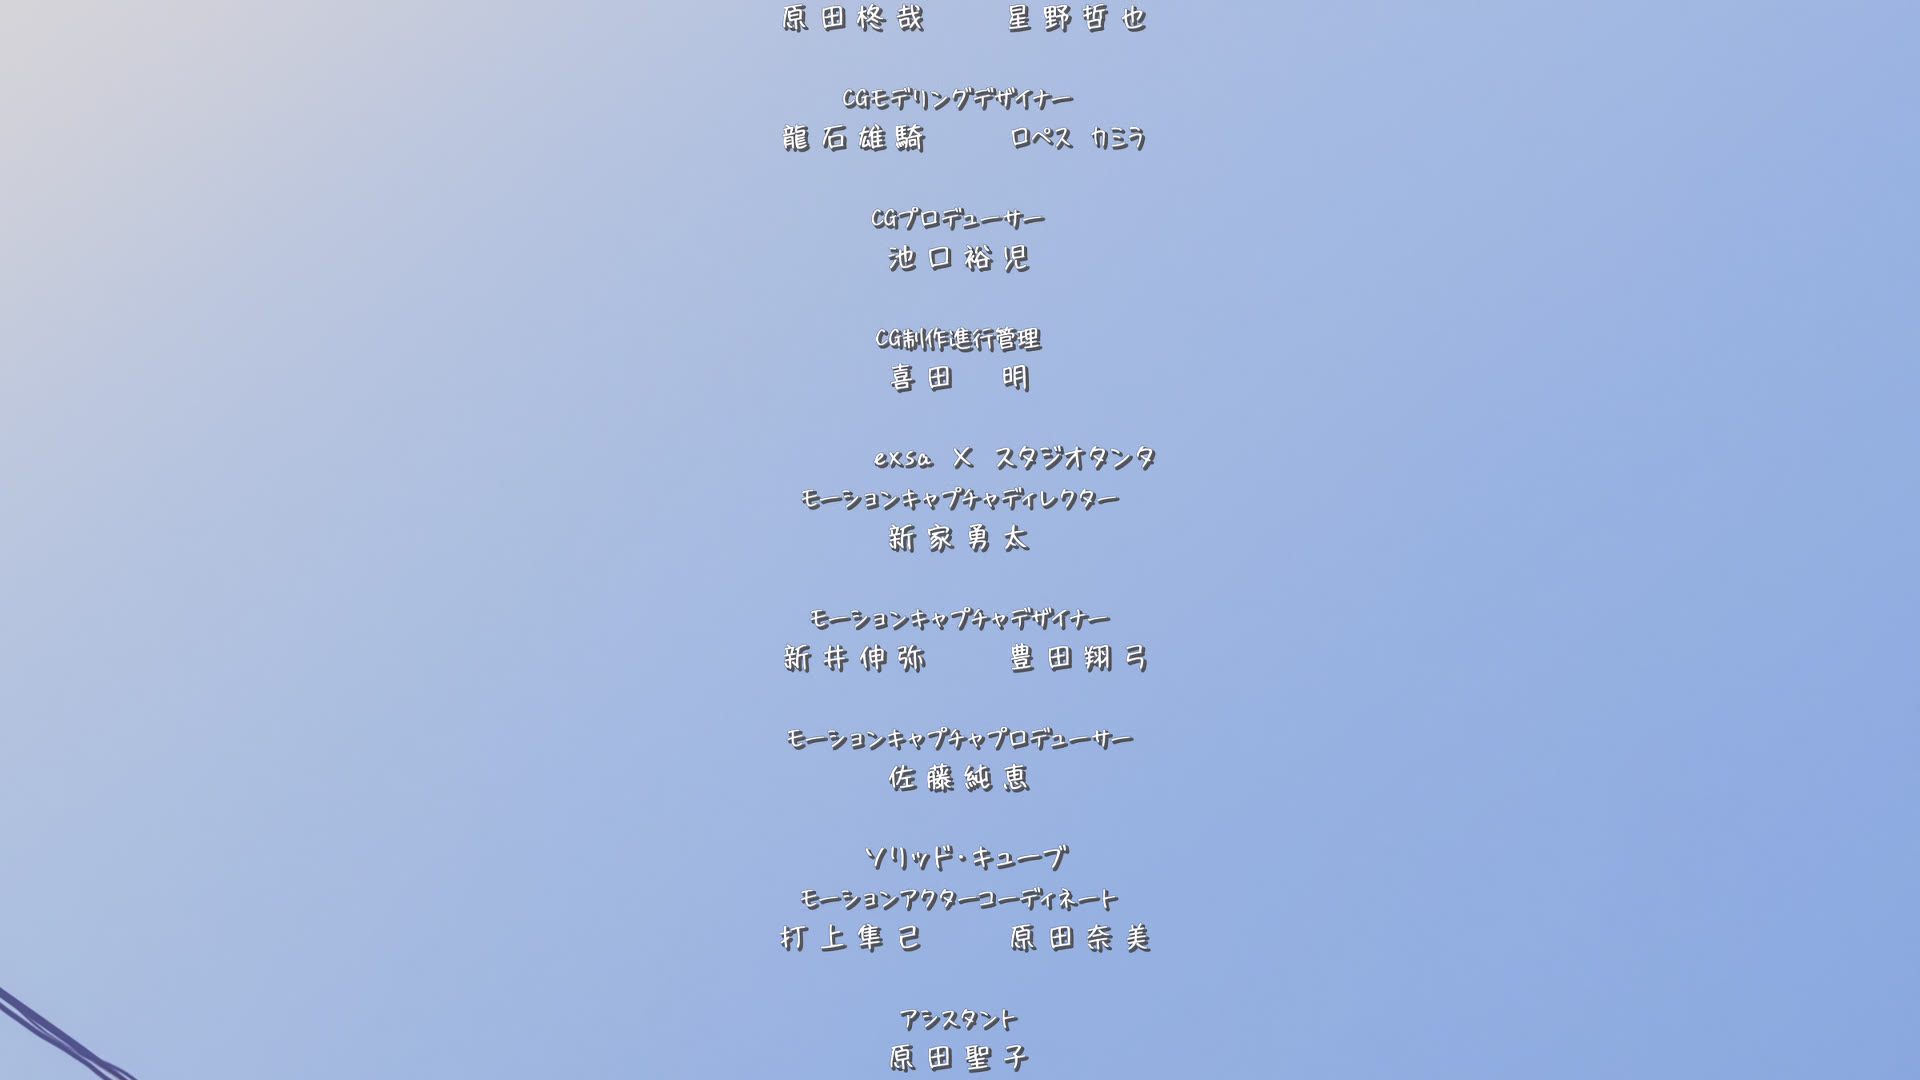 原田柊哉　星野哲也
CGモデリングデザイナー
龍石雄騎　ロペス カミラ
CGプロデューサー
池口裕児
CG制作進行管理
喜田　明
exsa X スタジオタンタ
モーションキャプチャディレクター
新家勇太
モーションキャプチャデザイナー
新井伸弥　豊田翔弓
モーションキャプチャプロデューサー
佐藤純恵
ソリッド・キューブ
モーションアクターコーディネート
打上隼己　原田奈美
アシスタント
原田聖子